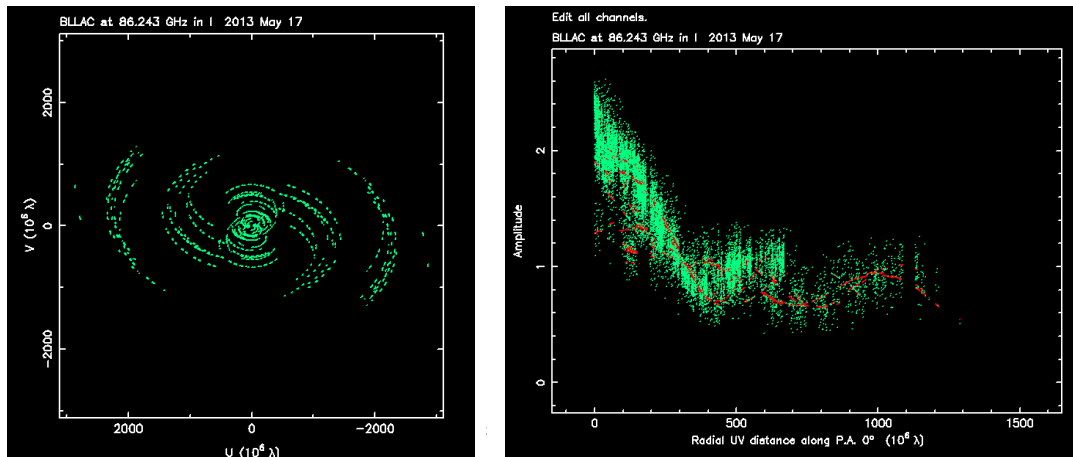 BLLAC at 86.243 GHz in I 2013 May 17
2000
0
-2000
V (10⁶ λ)
2000 0 -2000
U (10⁶ λ)
Edit all channels.
BLLAC at 86.243 GHz in I 2013 May 17
2
1
0
Amplitude
0 500 1000 1500
Radial UV distance along P.A. 0° (10⁶ λ)